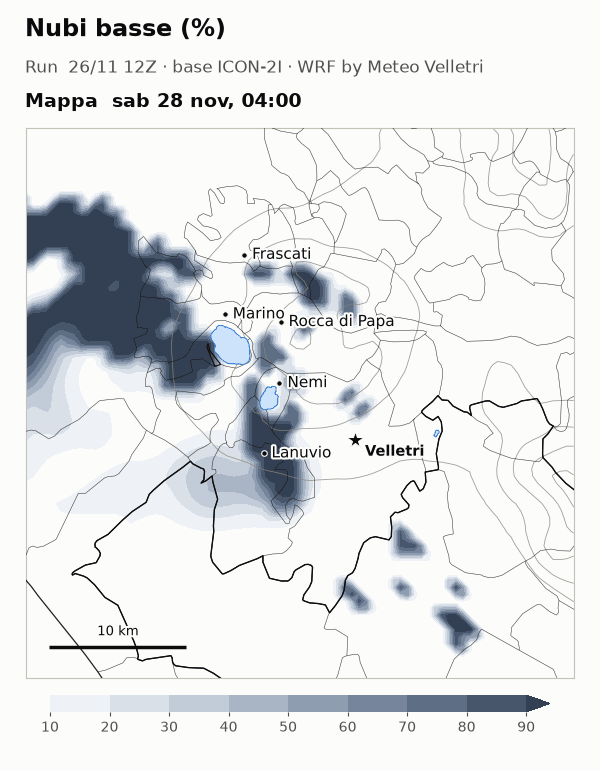 Nubi basse (%)
Run 26/11 12Z · base ICON-2I · WRF by Meteo Velletri
Mappa sab 28 nov, 04:00
Frascati
Marino
Rocca di Papa
Nemi
Velletri
Lanuvio
10 km
10 20 30 40 50 60 70 80 90